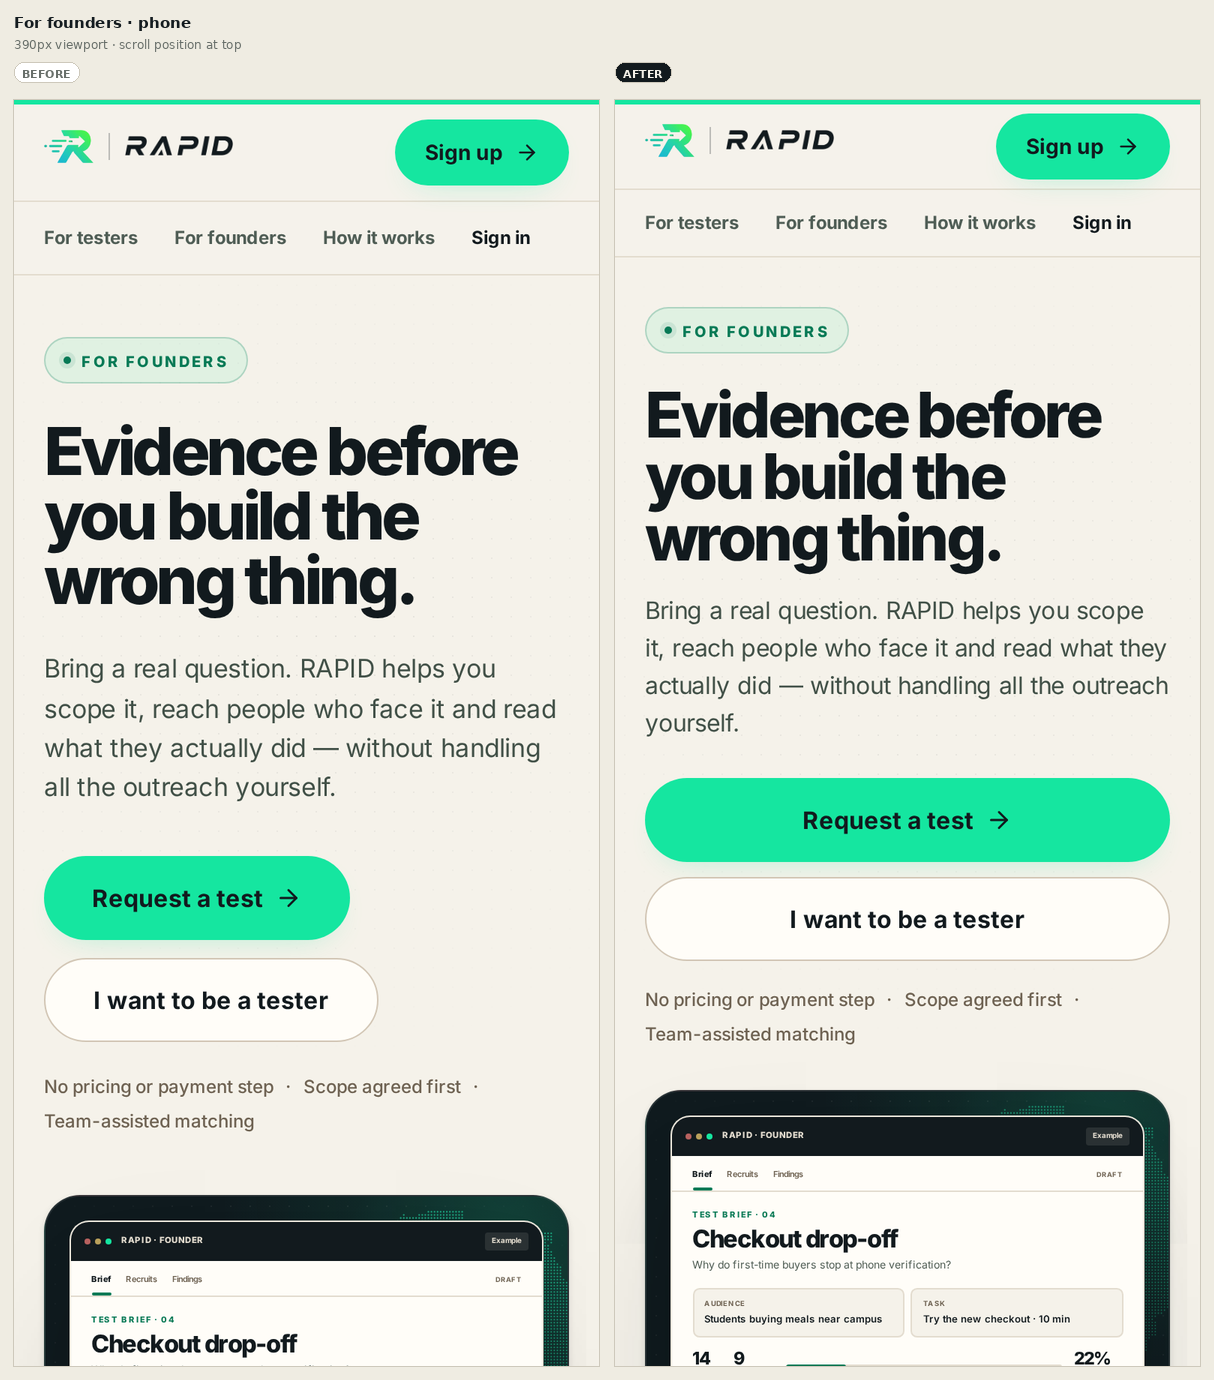 For founders · phone
390px viewport · scroll position at top
BEFORE
RAPID
Sign up →
For testers For founders How it works Sign in
FOR FOUNDERS
Evidence before
you build the
wrong thing.
Bring a real question. RAPID helps you
scope it, reach people who face it and read
what they actually did — without handling
all the outreach yourself.
Request a test →
I want to be a tester
No pricing or payment step · Scope agreed first ·
Team-assisted matching
RAPID · FOUNDER Example
Brief Recruits Findings DRAFT
TEST BRIEF · 04
Checkout drop-off
AFTER
RAPID
Sign up →
For testers For founders How it works Sign in
FOR FOUNDERS
Evidence before
you build the
wrong thing.
Bring a real question. RAPID helps you scope
it, reach people who face it and read what they
actually did — without handling all the outreach
yourself.
Request a test →
I want to be a tester
No pricing or payment step · Scope agreed first ·
Team-assisted matching
RAPID · FOUNDER Example
Brief Recruits Findings DRAFT
TEST BRIEF · 04
Checkout drop-off
Why do first-time buyers stop at phone verification?
AUDIENCE
Students buying meals near campus
TASK
Try the new checkout · 10 min
14 9 22%